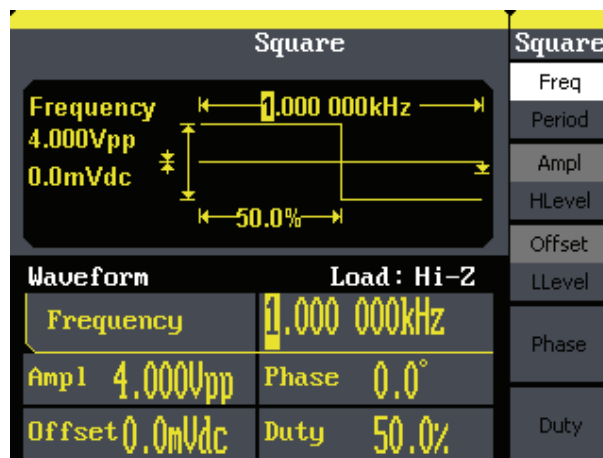 Square
Square
Frequency
1.000 000kHz
4.000Vpp
0.0mVdc
50.0%
Freq
Period
Ampl
HLevel
Offset
LLevel
Phase
Duty
Waveform
Load: Hi-Z
Frequency
1.000 000kHz
Ampl 4.000Vpp
Phase 0.0°
Offset 0.0mVdc
Duty 50.0%